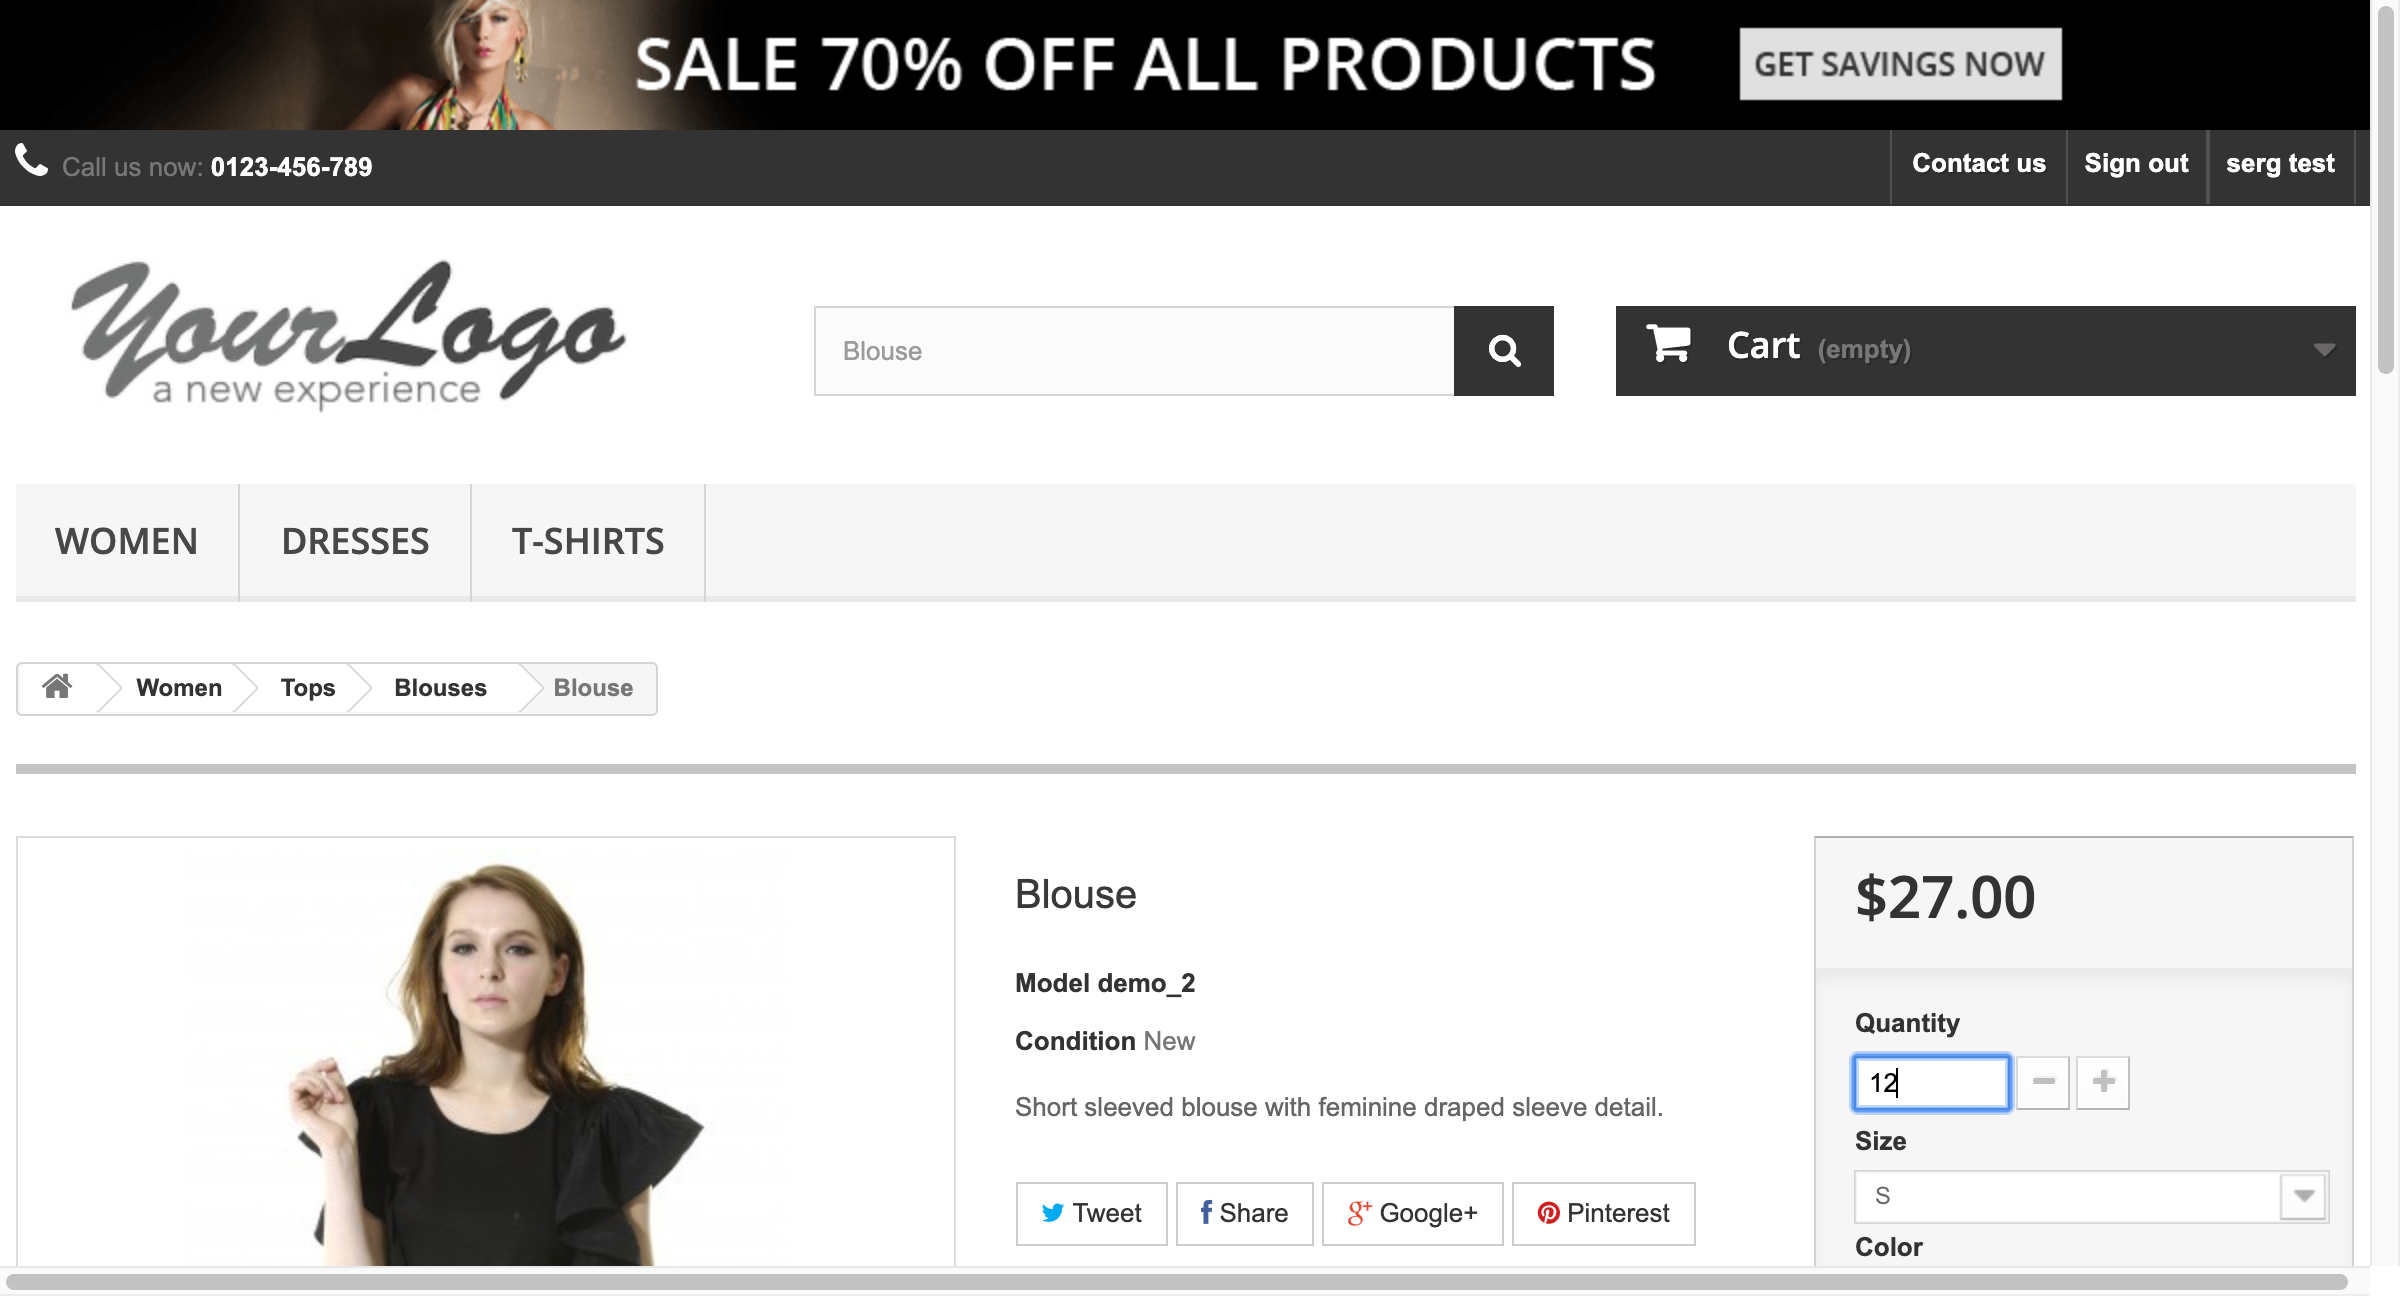 SALE 70% OFF ALL PRODUCTS
GET SAVINGS NOW
Call us now: 0123-456-789
Contact us
Sign out
serg test
YourLogo
a new experience
Blouse
Cart (empty)
WOMEN
DRESSES
T-SHIRTS
Women
Tops
Blouses
Blouse
Blouse
Model demo_2
Condition New
Short sleeved blouse with feminine draped sleeve detail.
Tweet
Share
Google+
Pinterest
$27.00
Quantity
12
Size
S
Color